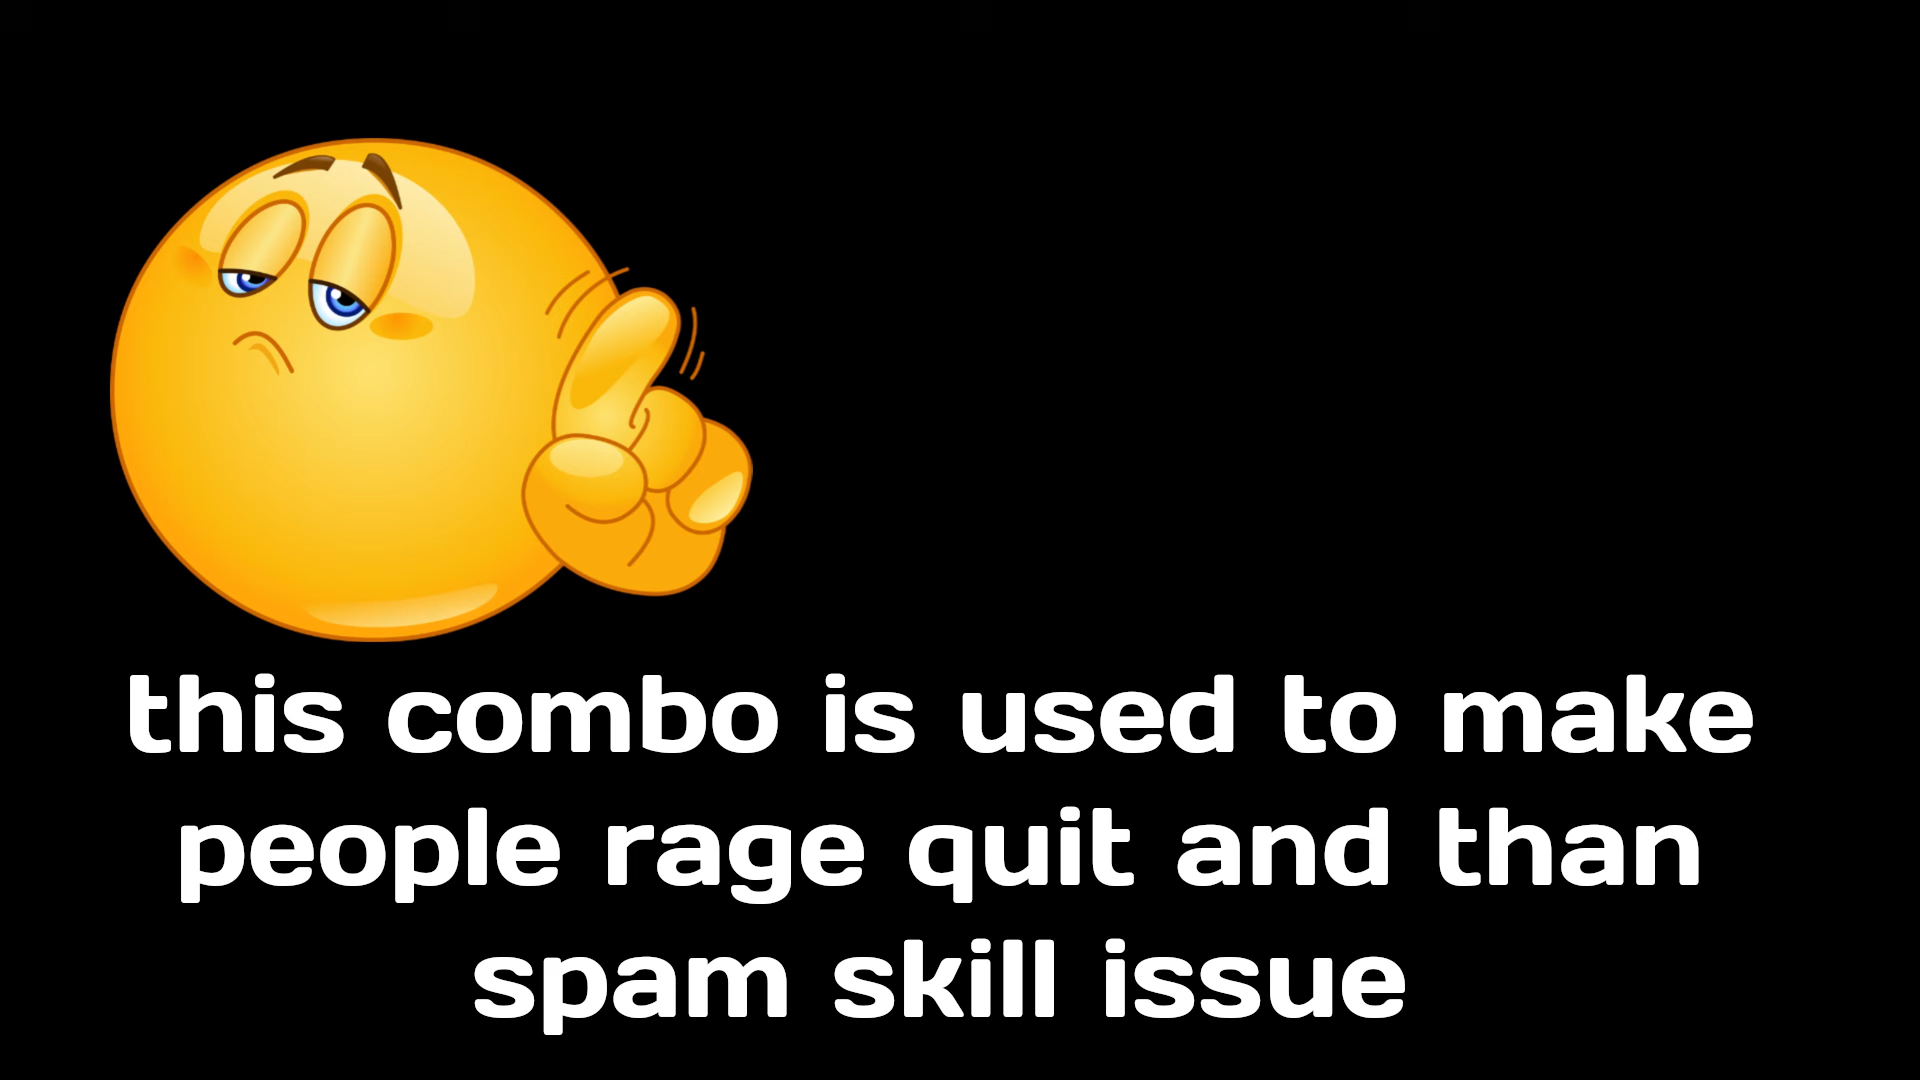 this combo is used to make
people rage quit and than
spam skill issue